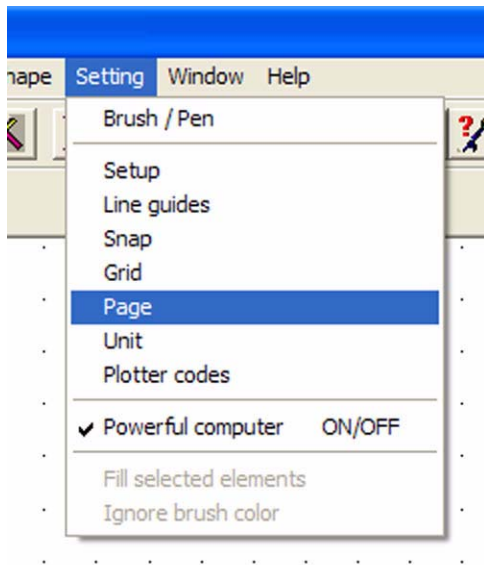 hape Setting Window Help
Brush / Pen
Setup
Line guides
Snap
Grid
Page
Unit
Plotter codes
Powerful computer ON/OFF
Fill selected elements
Ignore brush color